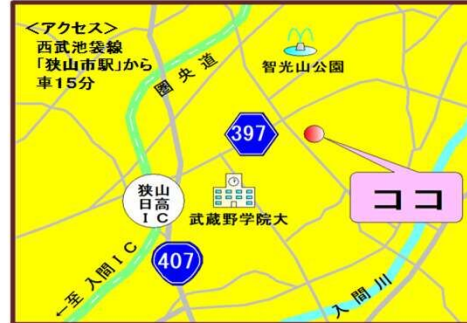 ＜アクセス＞
西武池袋線
「狭山市駅」から
車15分
智光山公園
圏央道
397
ココ
狭山
日高
ＩＣ
武蔵野学院大
407
←至 入間ＩＣ
入間川